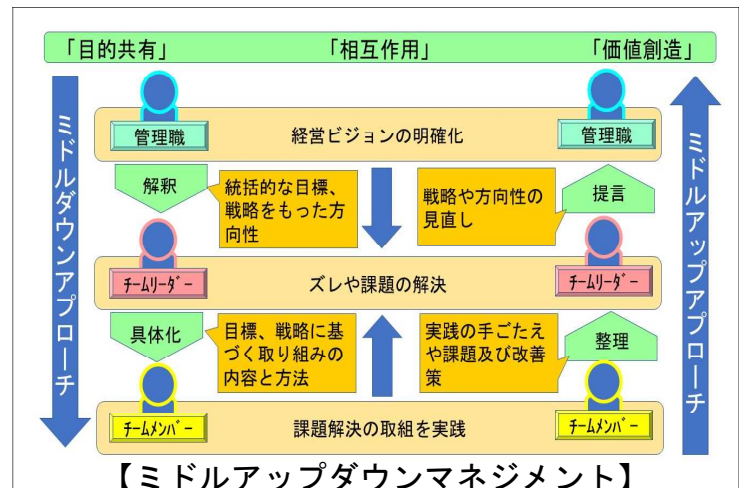 「目的共有」 「相互作用」 「価値創造」
ミドルダウンアプローチ
管理職
経営ビジョンの明確化
管理職
解釈
統括的な目標、
戦略をもった方
向性
戦略や方向性の
見直し
提言
ミドルアップアプローチ
ﾁｰﾑﾘｰﾀﾞｰ
ズレや課題の解決
ﾁｰﾑﾘｰﾀﾞｰ
具体化
目標、戦略に基
づく取り組みの
内容と方法
実践の手ごたえ
や課題及び改善
策
整理
ﾁｰﾑﾒﾝﾊﾞｰ
課題解決の取組を実践
ﾁｰﾑﾒﾝﾊﾞｰ
【ミドルアップダウンマネジメント】